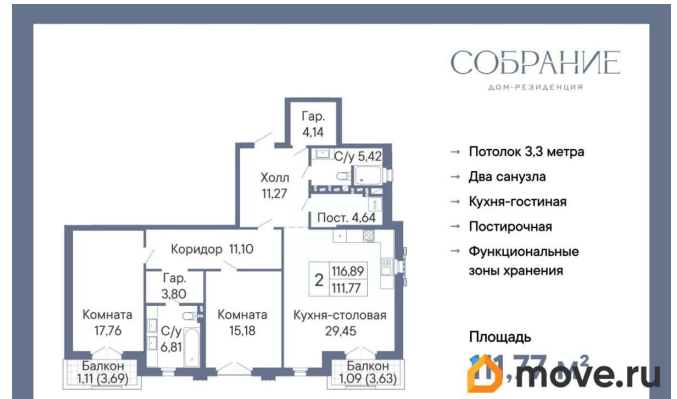 СОБРАНИЕ
ДОМ-РЕЗИДЕНЦИЯ
Гар.
4,14
С/у 5,42
Холл
11,27
Пост. 4,64
Коридор 11,10
2
116,89
111,77
Гар.
3,80
Комната
17,76
С/у
6,81
Комната
15,18
Кухня-столовая
29,45
Балкон
1,11 (3,69)
Балкон
1,09 (3,63)
→ Потолок 3,3 метра
→ Два санузла
→ Кухня-гостиная
→ Постирочная
→ Функциональные
зоны хранения
Площадь
111,77 м²
move.ru